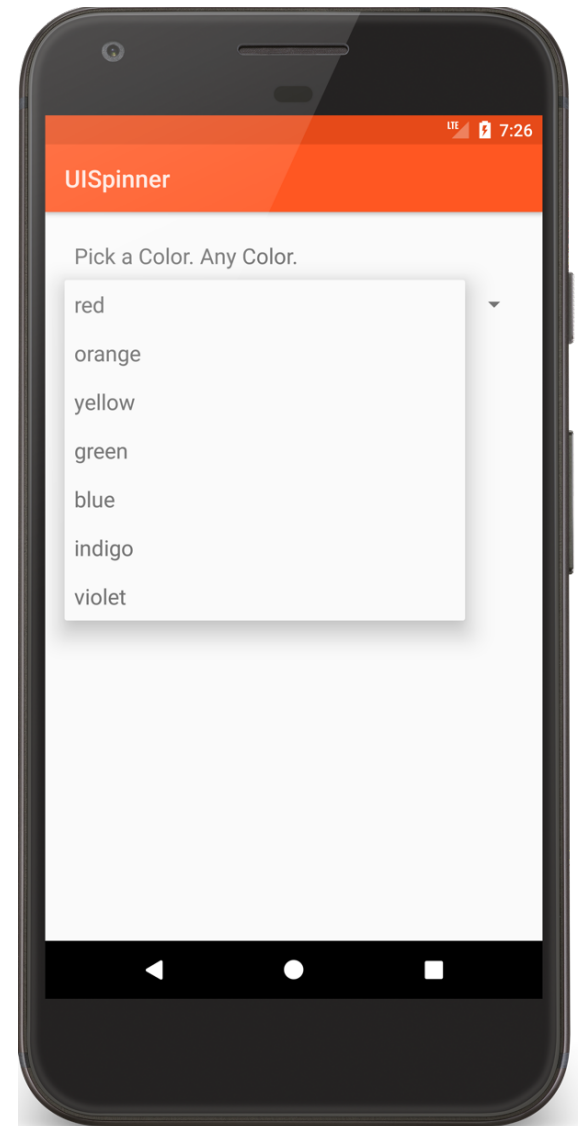 LTE 7:26
UISpinner
Pick a Color. Any Color.
red
orange
yellow
green
blue
indigo
violet